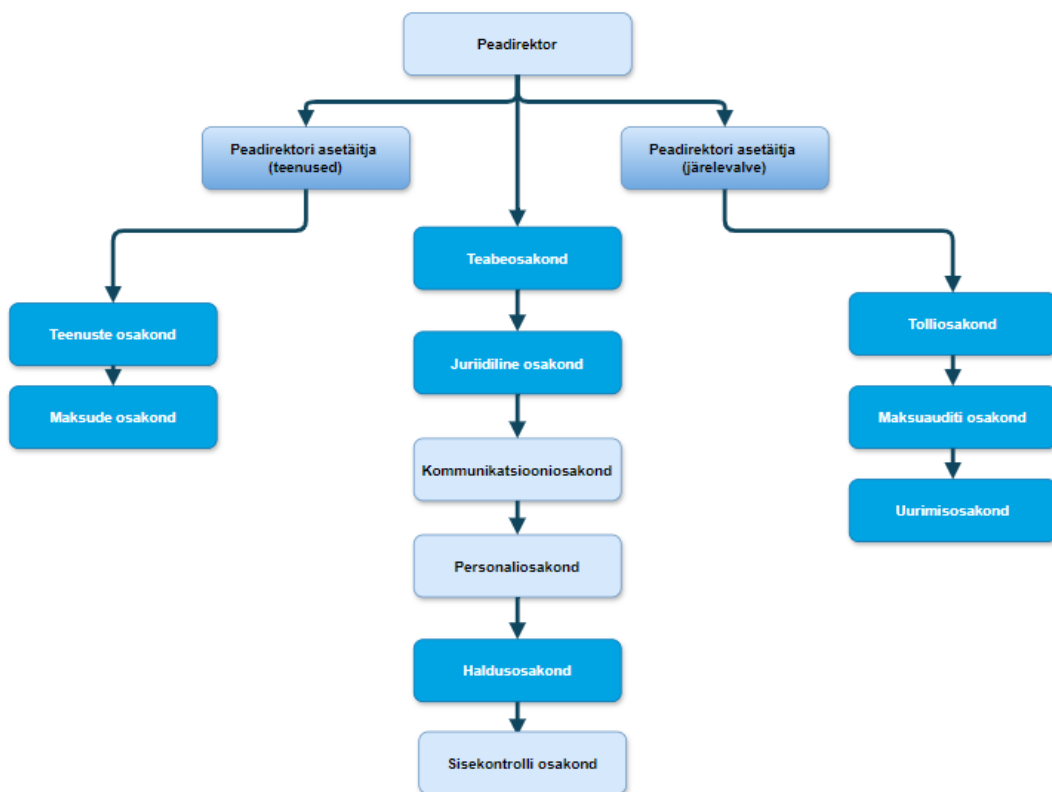 Peadirektor
Peadirektori asetäitja
(teenused)
Peadirektori asetäitja
(järelevalve)
Teabeosakond
Teenuste osakond
Tolliosakond
Juriidiline osakond
Maksude osakond
Maksuauditi osakond
Kommunikatsiooniosakond
Uurimisosakond
Personaliosakond
Haldusosakond
Sisekontrolli osakond